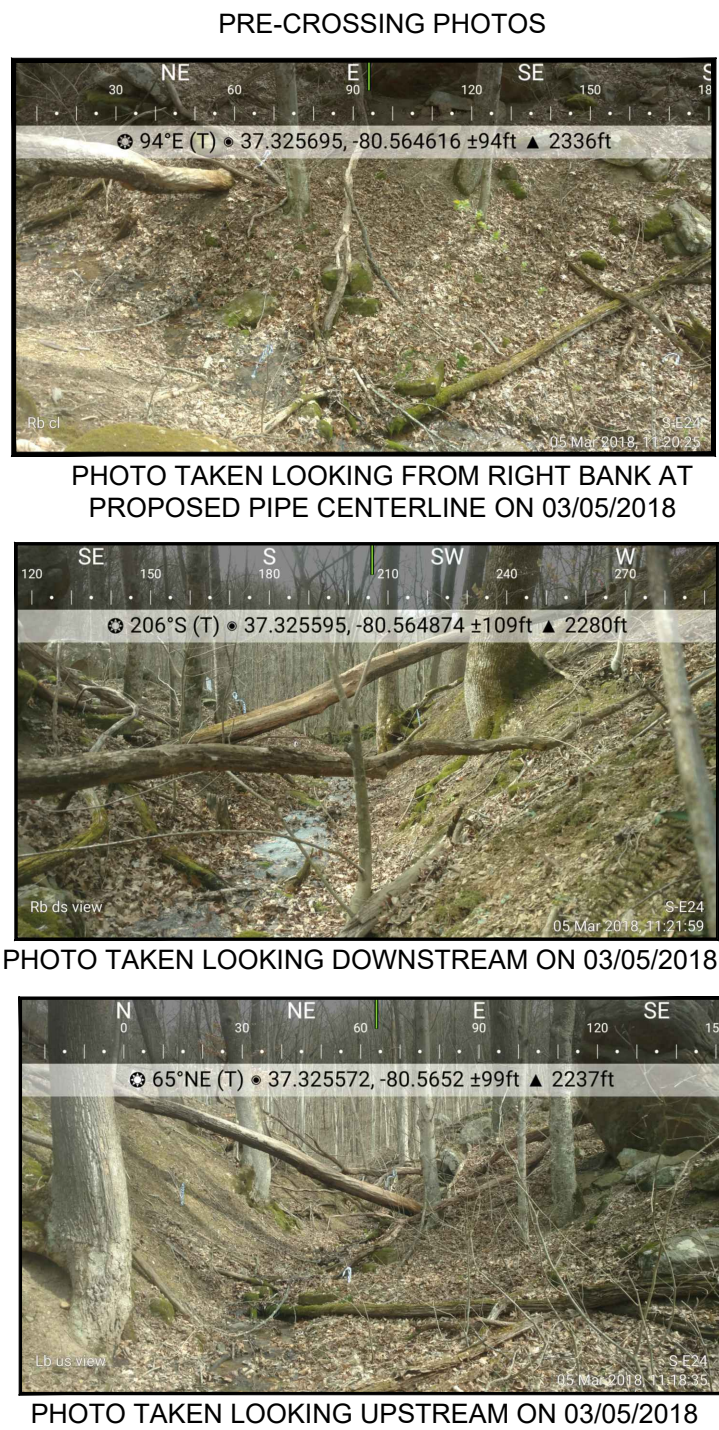 PRE-CROSSING PHOTOS
NE E SE S
30 60 90 120 150 18
94°E (T) 37.325695, -80.564616 ±94ft ▲ 2336ft
Rb cl
S-E24
05 Mar 2018, 11:20:25
PHOTO TAKEN LOOKING FROM RIGHT BANK AT
PROPOSED PIPE CENTERLINE ON 03/05/2018
SE S SW W
120 150 180 210 240 270
206°S (T) 37.325595, -80.564874 ±109ft ▲ 2280ft
Rb ds view
S-E24
05 Mar 2018, 11:21:59
PHOTO TAKEN LOOKING DOWNSTREAM ON 03/05/2018
N NE E SE
0 30 60 90 120 15
65°NE (T) 37.325572, -80.5652 ±99ft ▲ 2237ft
Lb us view
S-E24
05 Mar 2018, 11:18:35
PHOTO TAKEN LOOKING UPSTREAM ON 03/05/2018